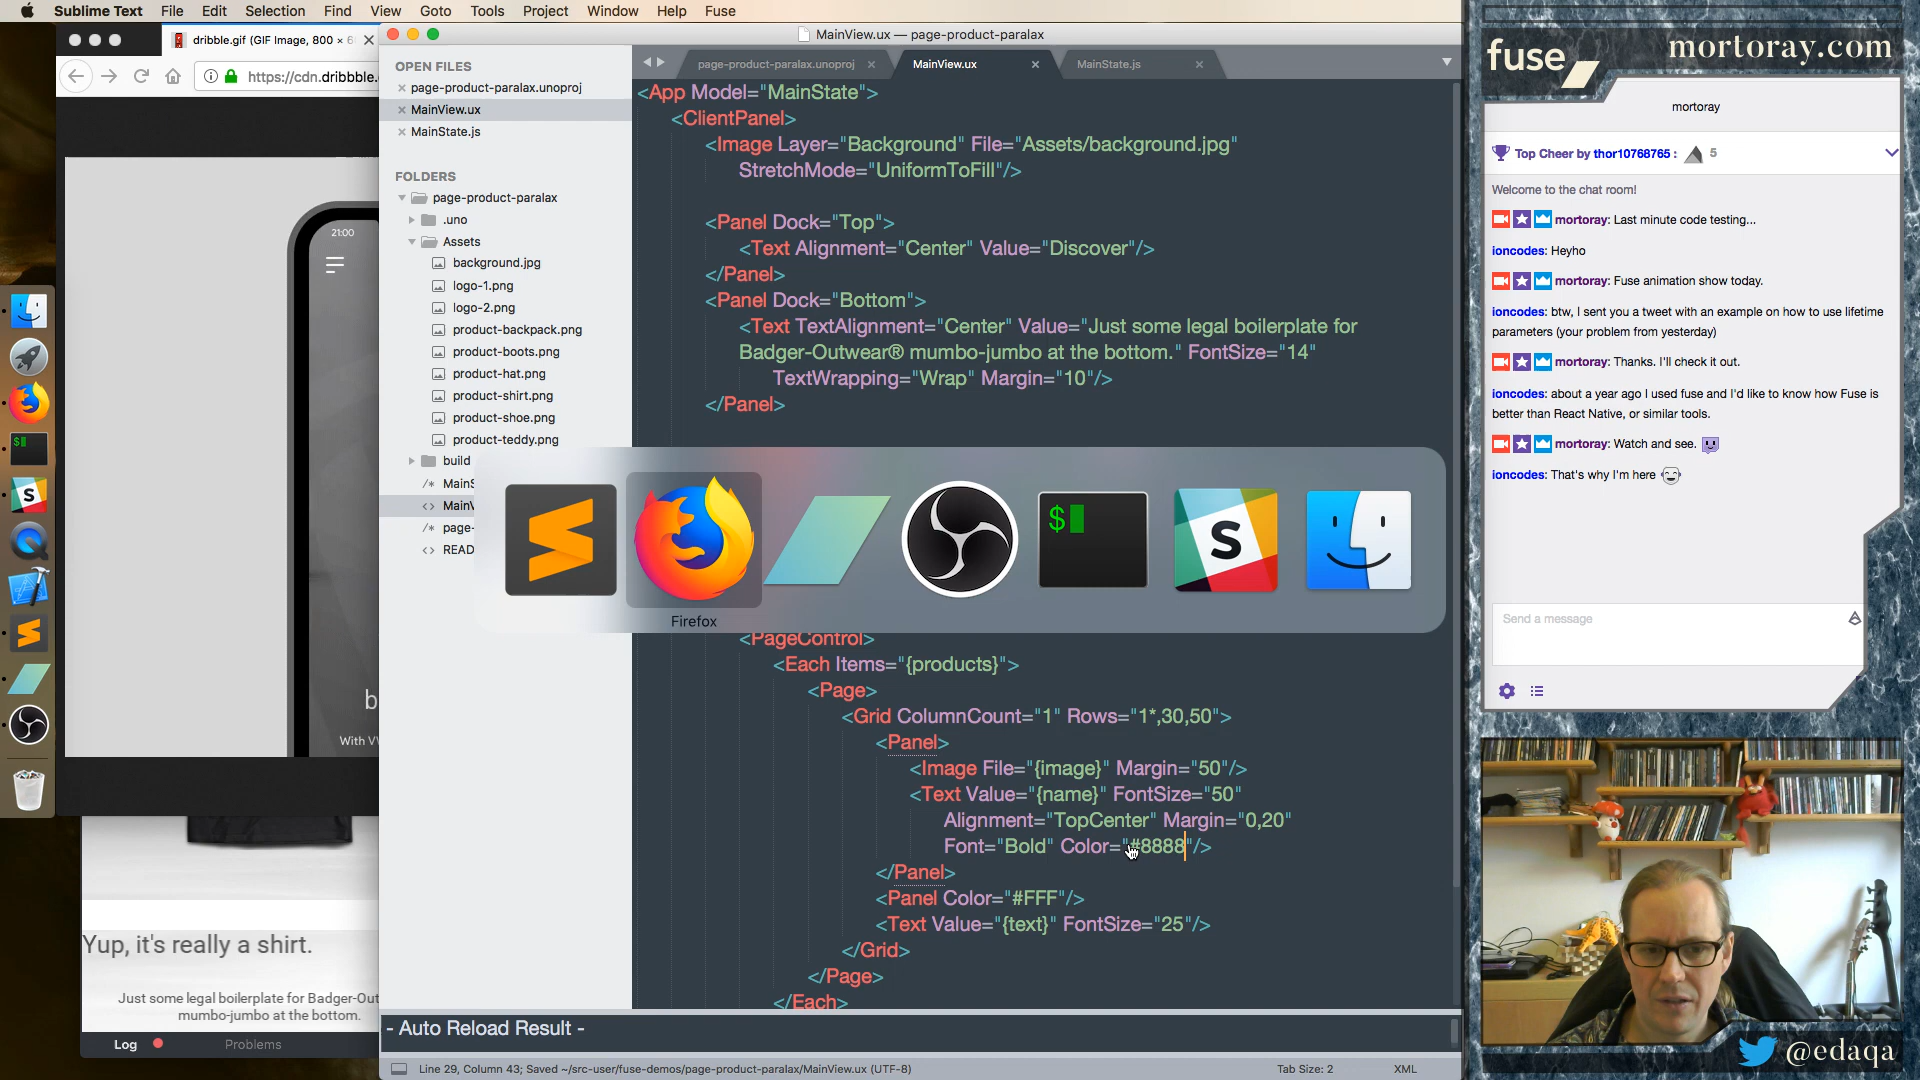 Sublime Text File Edit Selection Find View Goto Tools Project Window Help Fuse
dribble.gif (GIF Image, 800 × 6
https://cdn.dribbble.
21:00
b
With V
Yup, it's really a shirt.
Just some legal boilerplate for Badger-Out
mumbo-jumbo at the bottom.
Log Problems
MainView.ux — page-product-paralax
OPEN FILES
page-product-paralax.unoproj
MainView.ux
MainState.js
FOLDERS
page-product-paralax
.uno
Assets
background.jpg
logo-1.png
logo-2.png
product-backpack.png
product-boots.png
product-hat.png
product-shirt.png
product-shoe.png
product-teddy.png
build
/* MainS
<> MainV
/* page-
<> READ
page-product-paralax.unoproj MainView.ux MainState.js
<App Model="MainState">
<ClientPanel>
<Image Layer="Background" File="Assets/background.jpg"
StretchMode="UniformToFill"/>
<Panel Dock="Top">
<Text Alignment="Center" Value="Discover"/>
</Panel>
<Panel Dock="Bottom">
<Text TextAlignment="Center" Value="Just some legal boilerplate for
Badger-Outwear® mumbo-jumbo at the bottom." FontSize="14"
TextWrapping="Wrap" Margin="10"/>
</Panel>
$
S
Firefox
<PageControl>
<Each Items="{products}">
<Page>
<Grid ColumnCount="1" Rows="1*,30,50">
<Panel>
<Image File="{image}" Margin="50"/>
<Text Value="{name}" FontSize="50"
Alignment="TopCenter" Margin="0,20"
Font="Bold" Color="#8888"/>
</Panel>
<Panel Color="#FFF"/>
<Text Value="{text}" FontSize="25"/>
</Grid>
</Page>
</Each>
- Auto Reload Result -
Line 29, Column 43; Saved ~/src-user/fuse-demos/page-product-paralax/MainView.ux (UTF-8) Tab Size: 2 XML
fuse mortoray.com
mortoray
Top Cheer by thor10768765 : 5
Welcome to the chat room!
mortoray: Last minute code testing...
ioncodes: Heyho
mortoray: Fuse animation show today.
ioncodes: btw, I sent you a tweet with an example on how to use lifetime
parameters (your problem from yesterday)
mortoray: Thanks. I'll check it out.
ioncodes: about a year ago I used fuse and I'd like to know how Fuse is
better than React Native, or similar tools.
mortoray: Watch and see.
ioncodes: That's why I'm here
Send a message
@edaqa